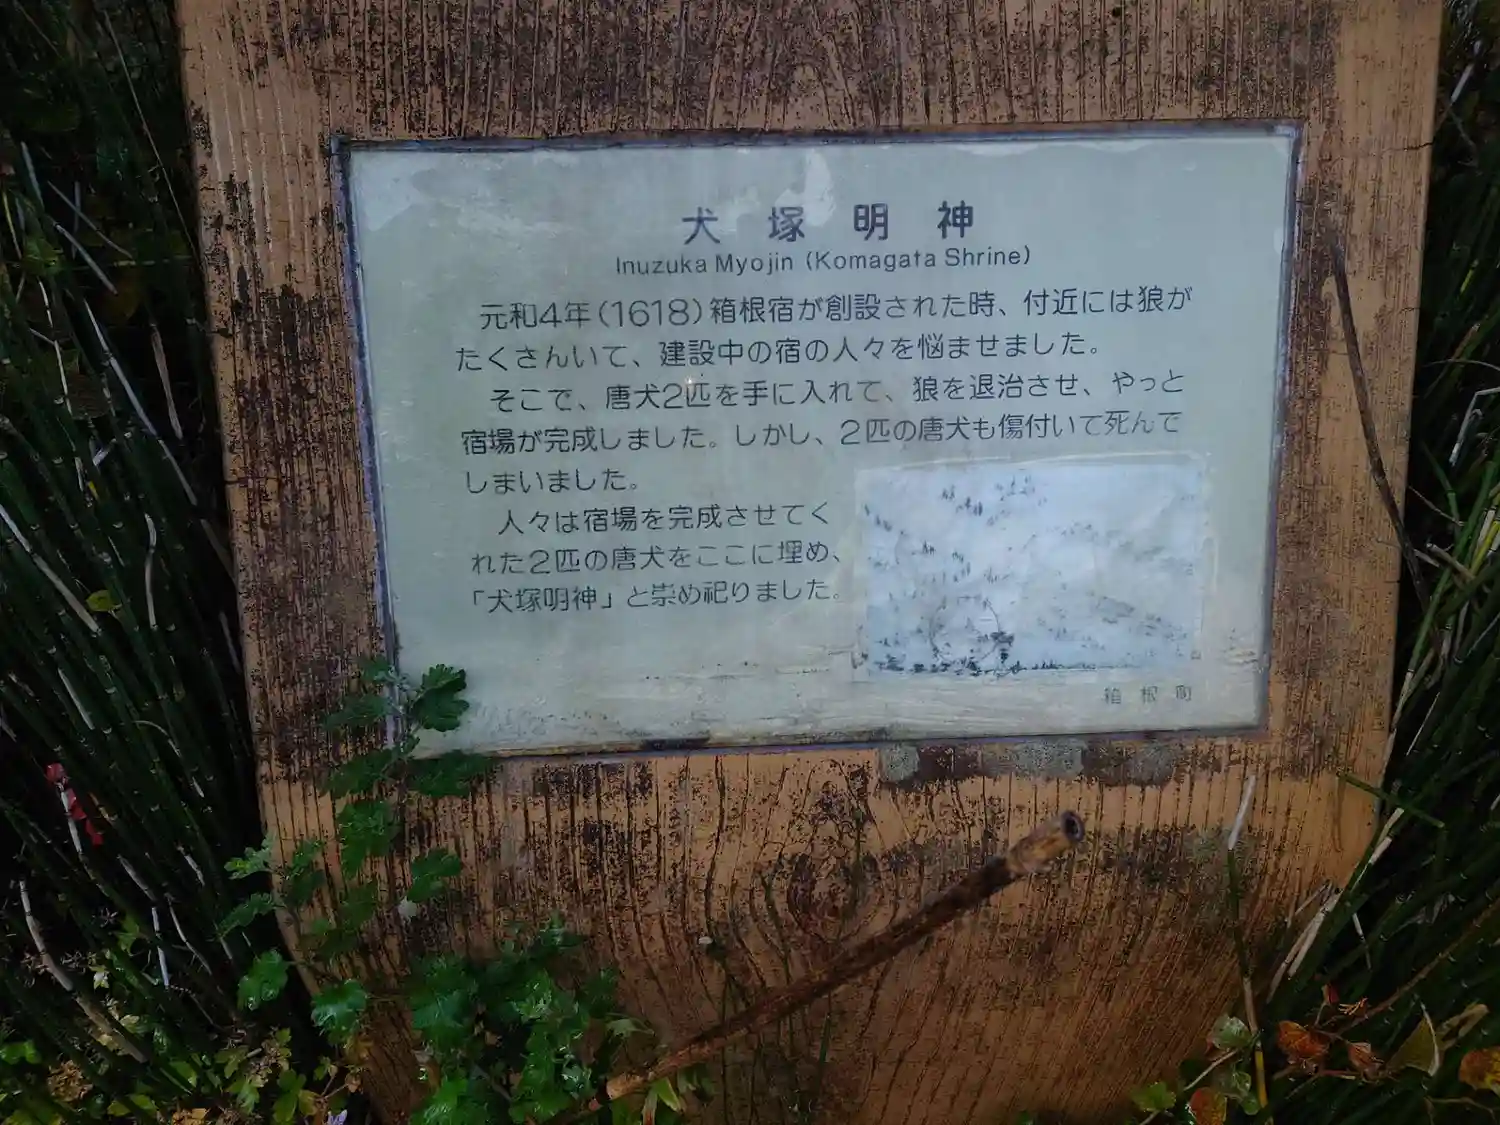 犬塚明神
Inuzuka Myojin (Komagata Shrine)
元和4年(1618)箱根宿が創設された時、付近には狼が
たくさんいて、建設中の宿の人々を悩ませました。
そこで、唐犬2匹を手に入れて、狼を退治させ、やっと
宿場が完成しました。しかし、2匹の唐犬も傷付いて死んで
しまいました。
人々は宿場を完成させてく
れた2匹の唐犬をここに埋め、
「犬塚明神」と崇め祀りました。
箱根町